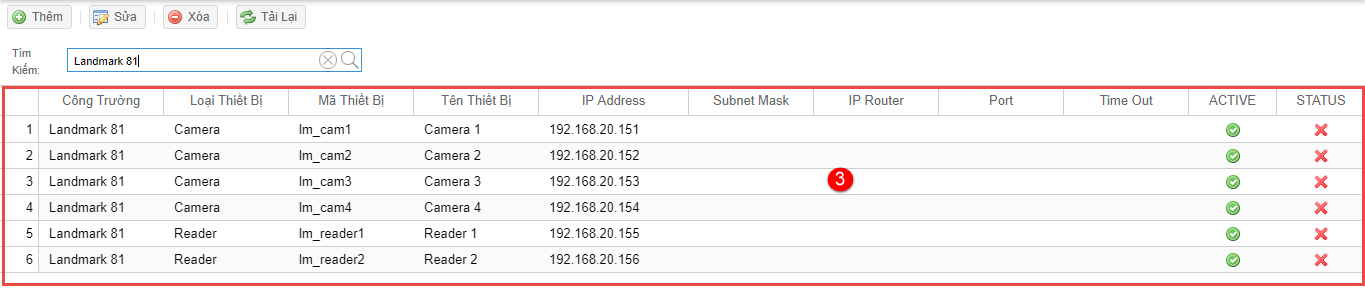 Thêm Sửa Xóa Tải Lại
Tìm
Kiếm:
Landmark 81
Công Trường Loại Thiết Bị Mã Thiết Bị Tên Thiết Bị IP Address Subnet Mask IP Router Port Time Out ACTIVE STATUS
1 Landmark 81 Camera lm_cam1 Camera 1 192.168.20.151
2 Landmark 81 Camera lm_cam2 Camera 2 192.168.20.152
3 Landmark 81 Camera lm_cam3 Camera 3 192.168.20.153
3
4 Landmark 81 Camera lm_cam4 Camera 4 192.168.20.154
5 Landmark 81 Reader lm_reader1 Reader 1 192.168.20.155
6 Landmark 81 Reader lm_reader2 Reader 2 192.168.20.156